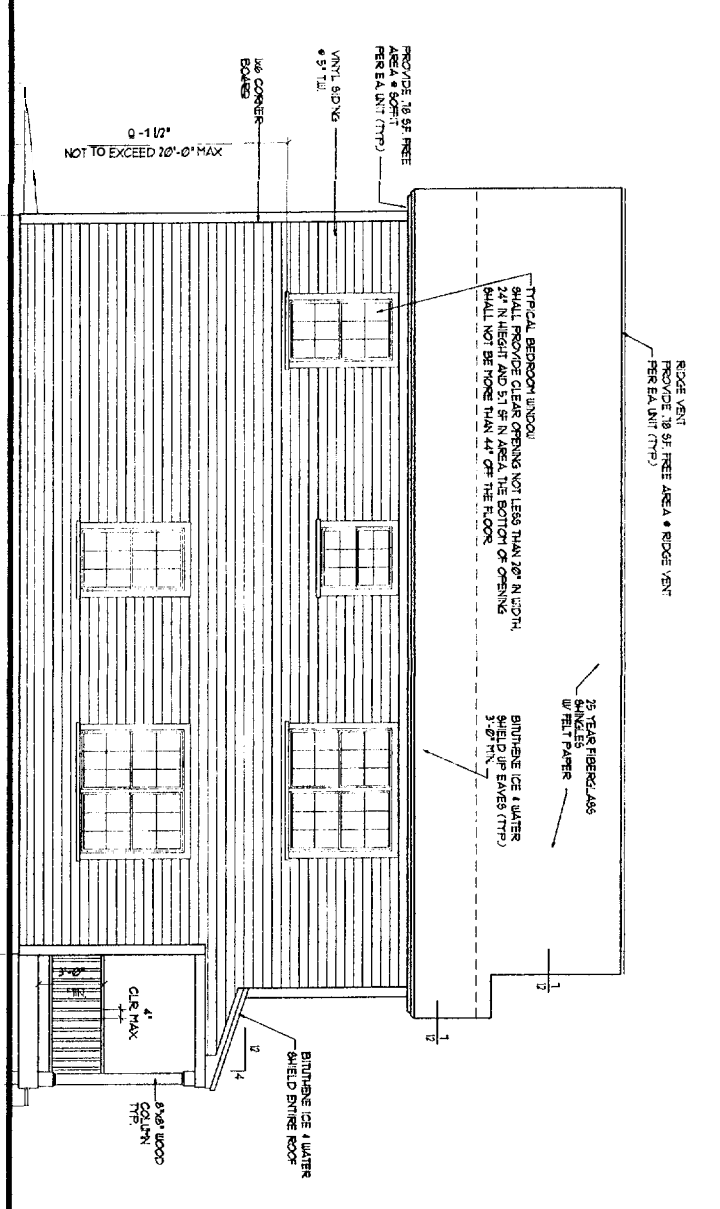 RIDGE VENT
PROVIDE .78 S.F. FREE AREA @ RIDGE VENT
PER EA. UNIT (TYP.)
25 YEAR FIBERGLASS
SHINGLES
W/ FELT PAPER
7
12
7
12
PROVIDE .78 S.F. FREE
AREA @ SOFFIT
PER EA. UNIT (TYP.)
TYPICAL BEDROOM WINDOW
SHALL PROVIDE CLEAR OPENING NOT LESS THAN 20" IN WIDTH,
24" IN HIEGHT AND 5.7 SF IN AREA. THE BOTTOM OF OPENING
SHALL NOT BE MORE THAN 44" OFF THE FLOOR
BITUTHENE ICE & WATER
SHIELD UP EAVES (TYP.)
3'-0" MIN.
VINYL SIDING
@ 5" T.W.
1x6 CORNER
BOARD
-1 1/2"
NOT TO EXCEED 20'-0" MAX
BITUTHENE ICE & WATER
SHIELD ENTIRE ROOF
12
4
4"
CLR. MAX
3'-0"
8"x8" WOOD
COLUMN
TYP.